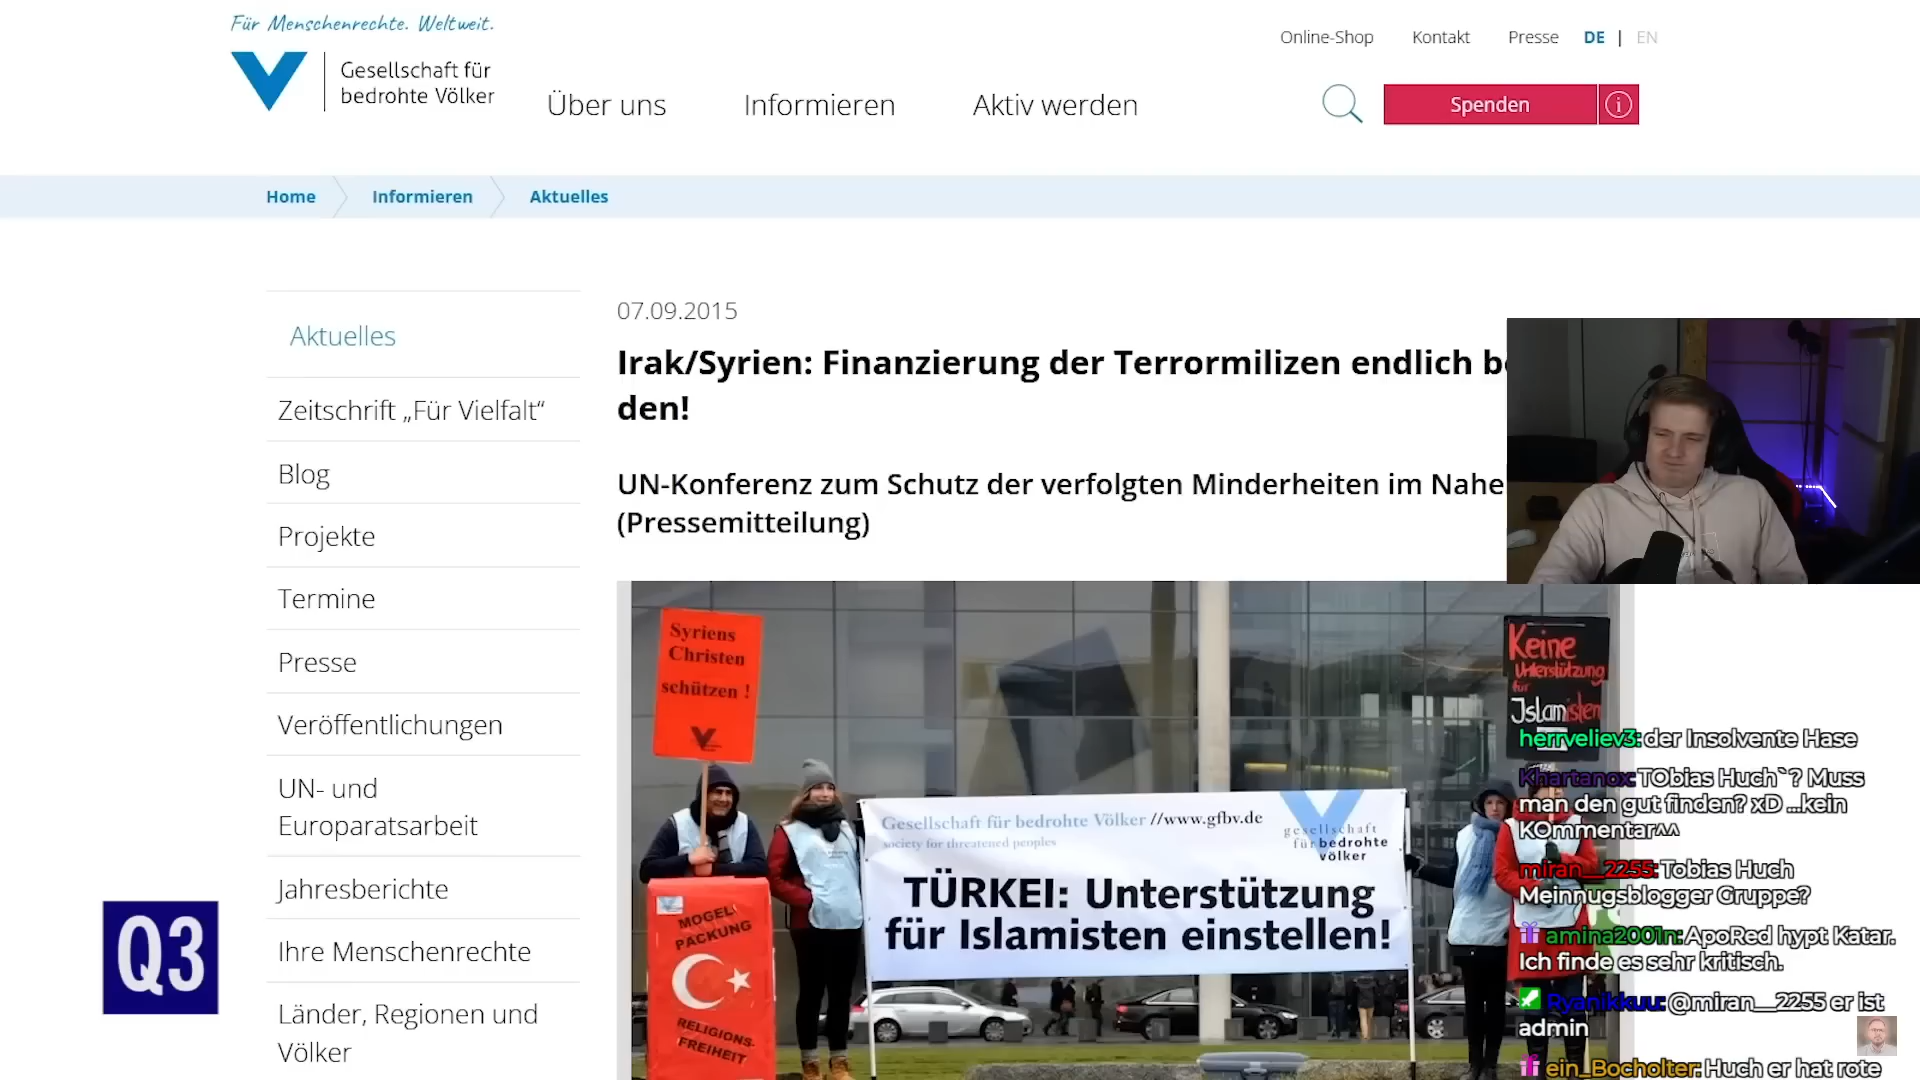 Für Menschenrechte. Weltweit.
Gesellschaft für
bedrohte Völker
Über uns
Informieren
Aktiv werden
Online-Shop
Kontakt
Presse
DE | EN
Spenden
Home
Informieren
Aktuelles
Aktuelles
Zeitschrift „Für Vielfalt“
Blog
Projekte
Termine
Presse
Veröffentlichungen
UN- und
Europaratsarbeit
Jahresberichte
Ihre Menschenrechte
Länder, Regionen und
Völker
Q3
07.09.2015
Irak/Syrien: Finanzierung der Terrormilizen endlich
den!
UN-Konferenz zum Schutz der verfolgten Minderheiten im Nahe
(Pressemitteilung)
Syriens
Christen
schützen !
MOGEL
PACKUNG
RELIGIONS-
FREIHEIT
Gesellschaft für bedrohte Völker //www.gfbv.de
society for threatened peoples
gesellschaft
für bedrohte
völker
TÜRKEI: Unterstützung
für Islamisten einstellen!
Keine
Unterstützung
für
Islamisten
herrveliev3: der Insolvente Hase
Khartanox: TObias Huch`? Muss
man den gut finden? xD ...kein
KOmmentar^^
miran__2255: Tobias Huch
Meinnugsblogger Gruppe?
amina2001n: ApoRed hypt Katar.
Ich finde es sehr kritisch.
Ryanikkuu: @miran__2255 er ist
admin
ein_Bocholter: Huch er hat rote